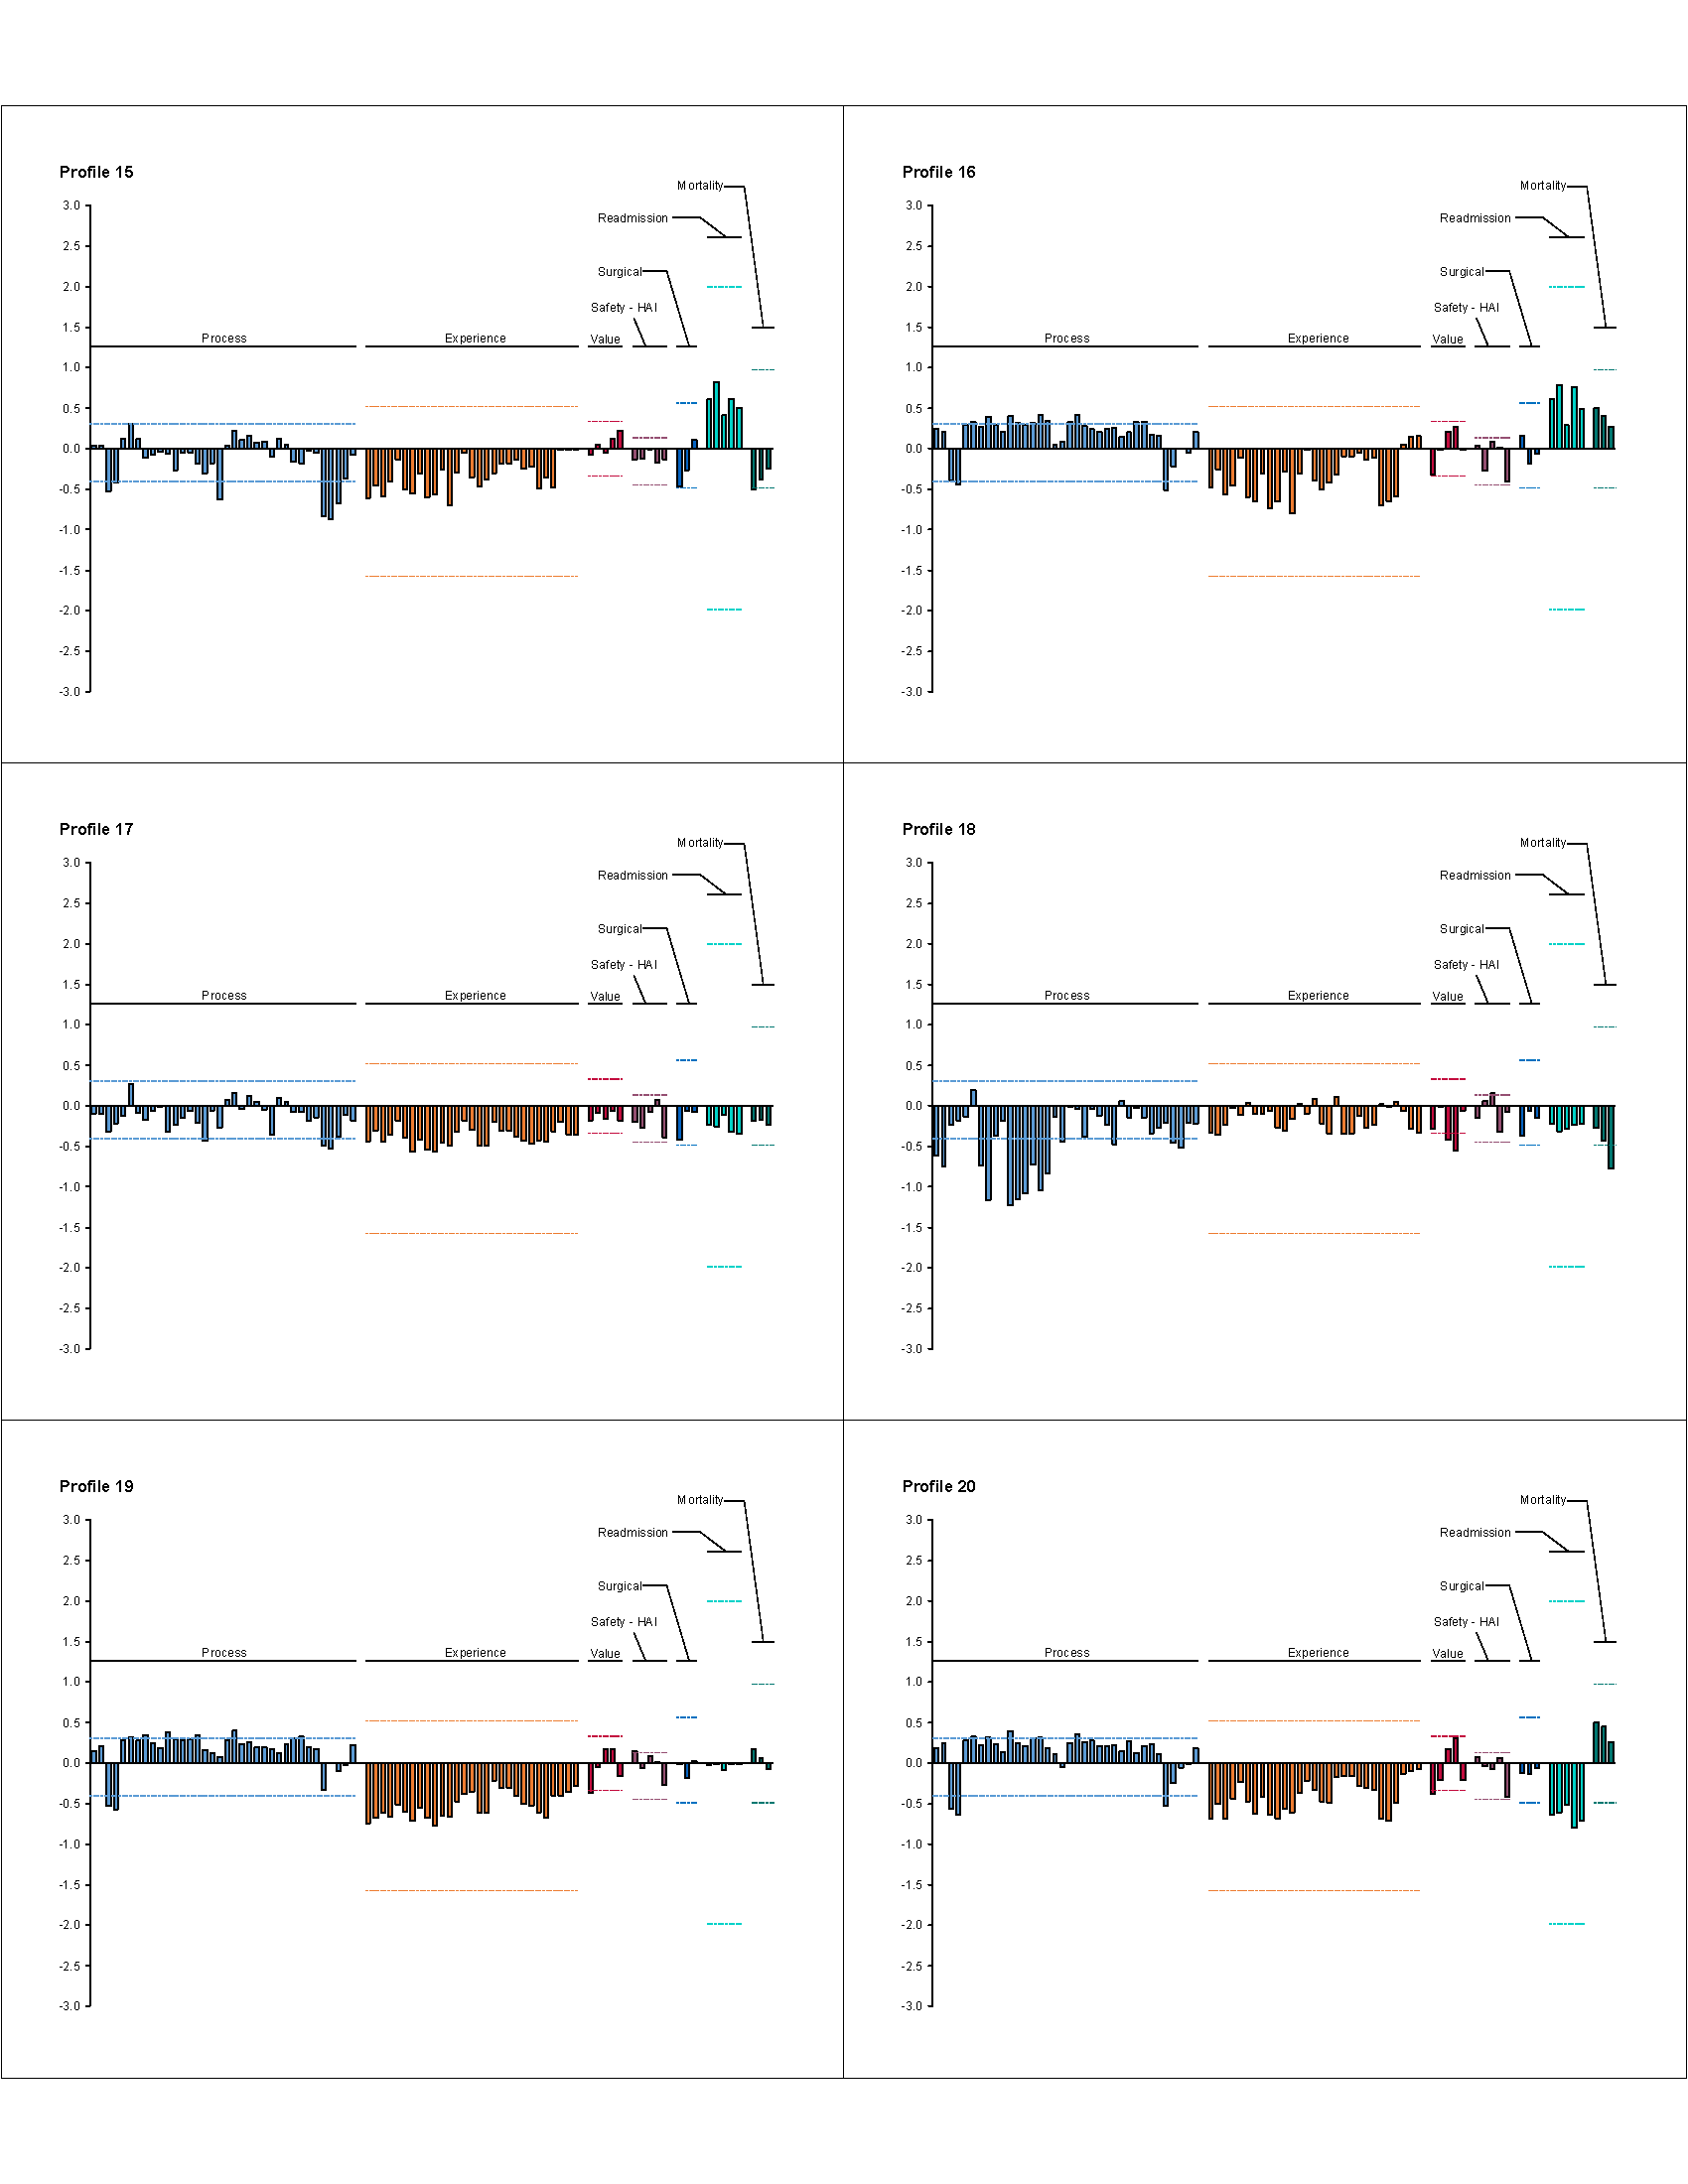 Profile 15
Mortality
3.0
Readmission
2.5
Surgical
2.0
Safety - HAI
1.5
Process Experience Value
1.0
0.5
0.0
-0.5
-1.0
-1.5
-2.0
-2.5
-3.0
Profile 16
Mortality
3.0
Readmission
2.5
Surgical
2.0
Safety - HAI
1.5
Process Experience Value
1.0
0.5
0.0
-0.5
-1.0
-1.5
-2.0
-2.5
-3.0
Profile 17
Mortality
3.0
Readmission
2.5
Surgical
2.0
Safety - HAI
1.5
Process Experience Value
1.0
0.5
0.0
-0.5
-1.0
-1.5
-2.0
-2.5
-3.0
Profile 18
Mortality
3.0
Readmission
2.5
Surgical
2.0
Safety - HAI
1.5
Process Experience Value
1.0
0.5
0.0
-0.5
-1.0
-1.5
-2.0
-2.5
-3.0
Profile 19
Mortality
3.0
Readmission
2.5
Surgical
2.0
Safety - HAI
1.5
Process Experience Value
1.0
0.5
0.0
-0.5
-1.0
-1.5
-2.0
-2.5
-3.0
Profile 20
Mortality
3.0
Readmission
2.5
Surgical
2.0
Safety - HAI
1.5
Process Experience Value
1.0
0.5
0.0
-0.5
-1.0
-1.5
-2.0
-2.5
-3.0